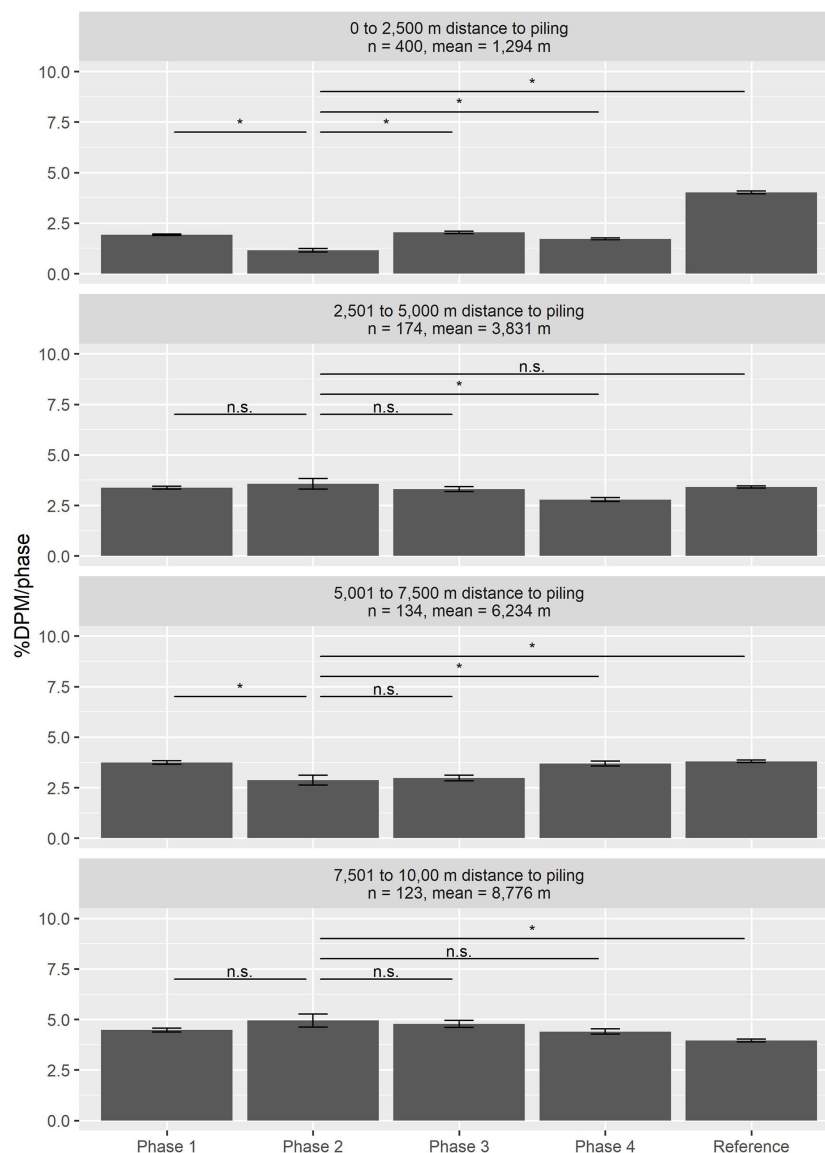 0 to 2,500 m distance to piling
n = 400, mean = 1,294 m
10.0
7.5
5.0
2.5
0.0
*
*
*
*
2,501 to 5,000 m distance to piling
n = 174, mean = 3,831 m
10.0
7.5
5.0
2.5
0.0
n.s.
*
n.s.
n.s.
%DPM/phase
5,001 to 7,500 m distance to piling
n = 134, mean = 6,234 m
10.0
7.5
5.0
2.5
0.0
*
*
*
n.s.
7,501 to 10,00 m distance to piling
n = 123, mean = 8,776 m
10.0
7.5
5.0
2.5
0.0
*
n.s.
n.s.
n.s.
Phase 1 Phase 2 Phase 3 Phase 4 Reference